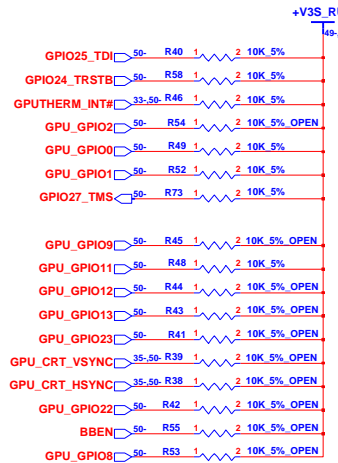 +V3S_RU
49-,
GPIO25_TDI 50- R40 1 2 10K_5%
GPIO24_TRSTB 50- R58 1 2 10K_5%
GPUTHERM_INT# 33-,50- R46 1 2 10K_5%
GPU_GPIO2 50- R54 1 2 10K_5%_OPEN
GPU_GPIO0 50- R49 1 2 10K_5%
GPU_GPIO1 50- R52 1 2 10K_5%
GPIO27_TMS 50- R73 1 2 10K_5%
GPU_GPIO9 50- R45 1 2 10K_5%_OPEN
GPU_GPIO11 50- R48 1 2 10K_5%
GPU_GPIO12 50- R44 1 2 10K_5%_OPEN
GPU_GPIO13 50- R43 1 2 10K_5%_OPEN
GPU_GPIO23 50- R41 1 2 10K_5%_OPEN
GPU_CRT_VSYNC 35-,50- R39 1 2 10K_5%_OPEN
GPU_CRT_HSYNC 35-,50- R38 1 2 10K_5%_OPEN
GPU_GPIO22 50- R42 1 2 10K_5%_OPEN
BBEN 50- R55 1 2 10K_5%_OPEN
GPU_GPIO8 50- R53 1 2 10K_5%_OPEN